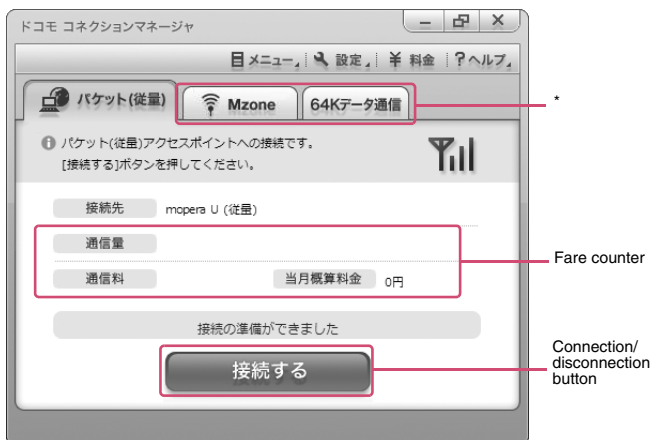 ドコモ コネクションマネージャ
メニュー 設定 ¥ 料金 ? ヘルプ
パケット(従量) Mzone 64Kデータ通信
*
パケット(従量)アクセスポイントへの接続です。
[接続する]ボタンを押してください。
接続先 mopera U (従量)
通信量
Fare counter
通信料 当月概算料金 0円
接続の準備ができました
接続する
Connection/
disconnection
button